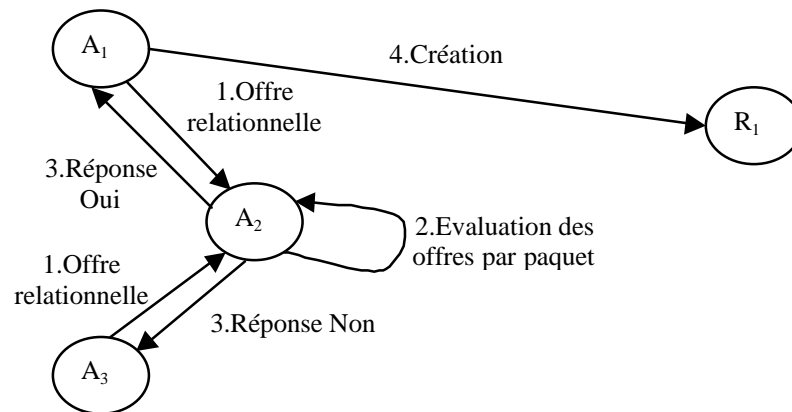 A1
4.Création
1.Offre
relationnelle
R1
3.Réponse
Oui
A2
2.Evaluation des
offres par paquet
1.Offre
relationnelle
3.Réponse Non
A3